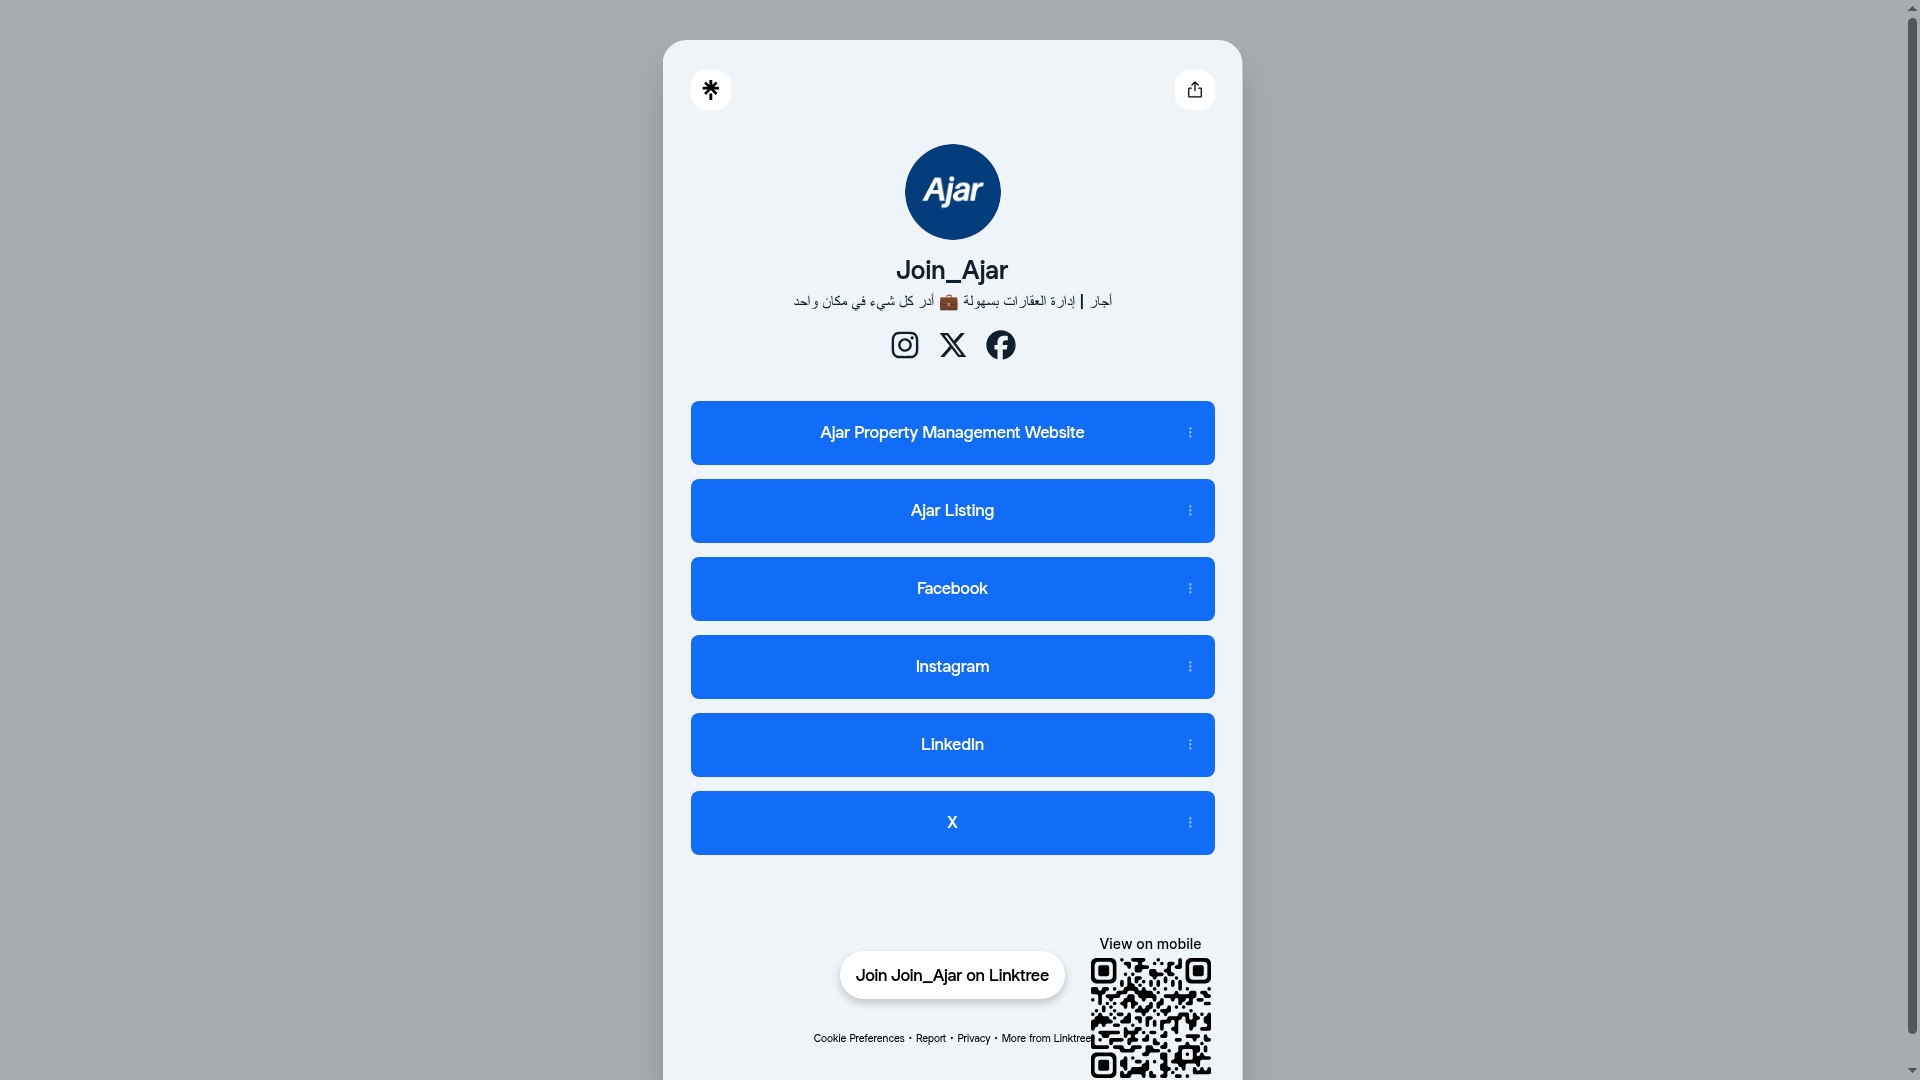 Ajar
Join_Ajar
أجار | إدارة العقارات بسهولة 💼 أدر كل شيء في مكان واحد
Ajar Property Management Website
Ajar Listing
Facebook
Instagram
LinkedIn
X
View on mobile
Join Join_Ajar on Linktree
Cookie Preferences • Report • Privacy • More from Linktree